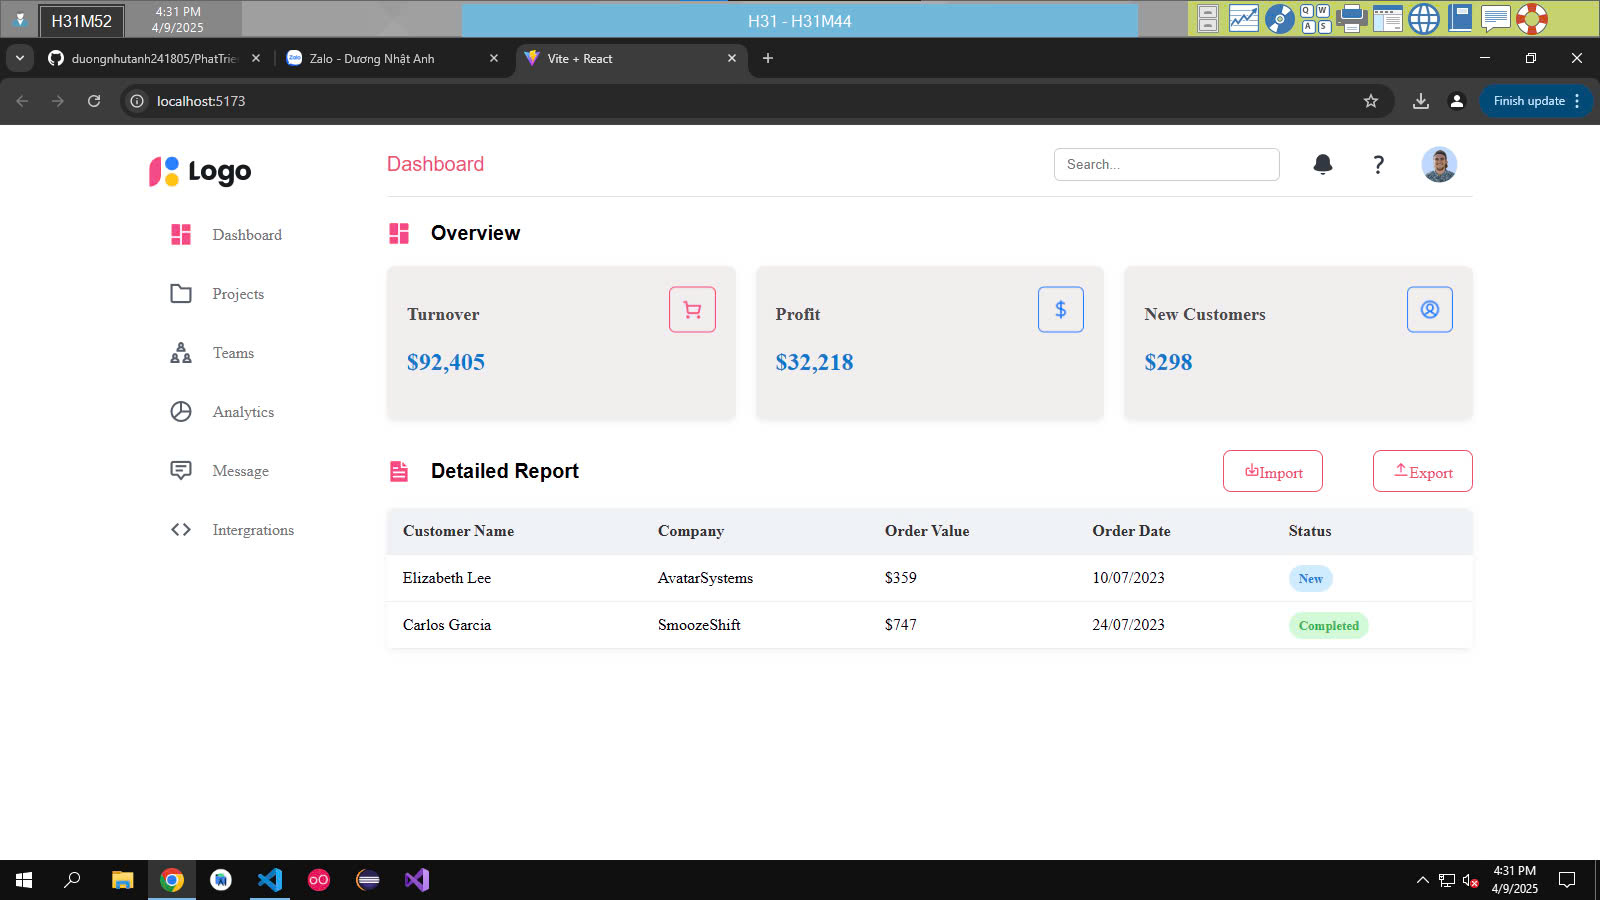 H31M52
4:31 PM
4/9/2025
H31 - H31M44
Q W
A S
duongnhutanh241805/PhatTrie
Zalo - Dương Nhật Anh
Vite + React
localhost:5173
Finish update
Logo
Dashboard
Search...
?
Dashboard
Projects
Teams
Analytics
Message
Intergrations
Overview
Turnover
$92,405
Profit
$
$32,218
New Customers
$298
Detailed Report
Import
Export
Customer Name Company Order Value Order Date Status
Elizabeth Lee AvatarSystems $359 10/07/2023 New
Carlos Garcia SmoozeShift $747 24/07/2023 Completed
4:31 PM
4/9/2025